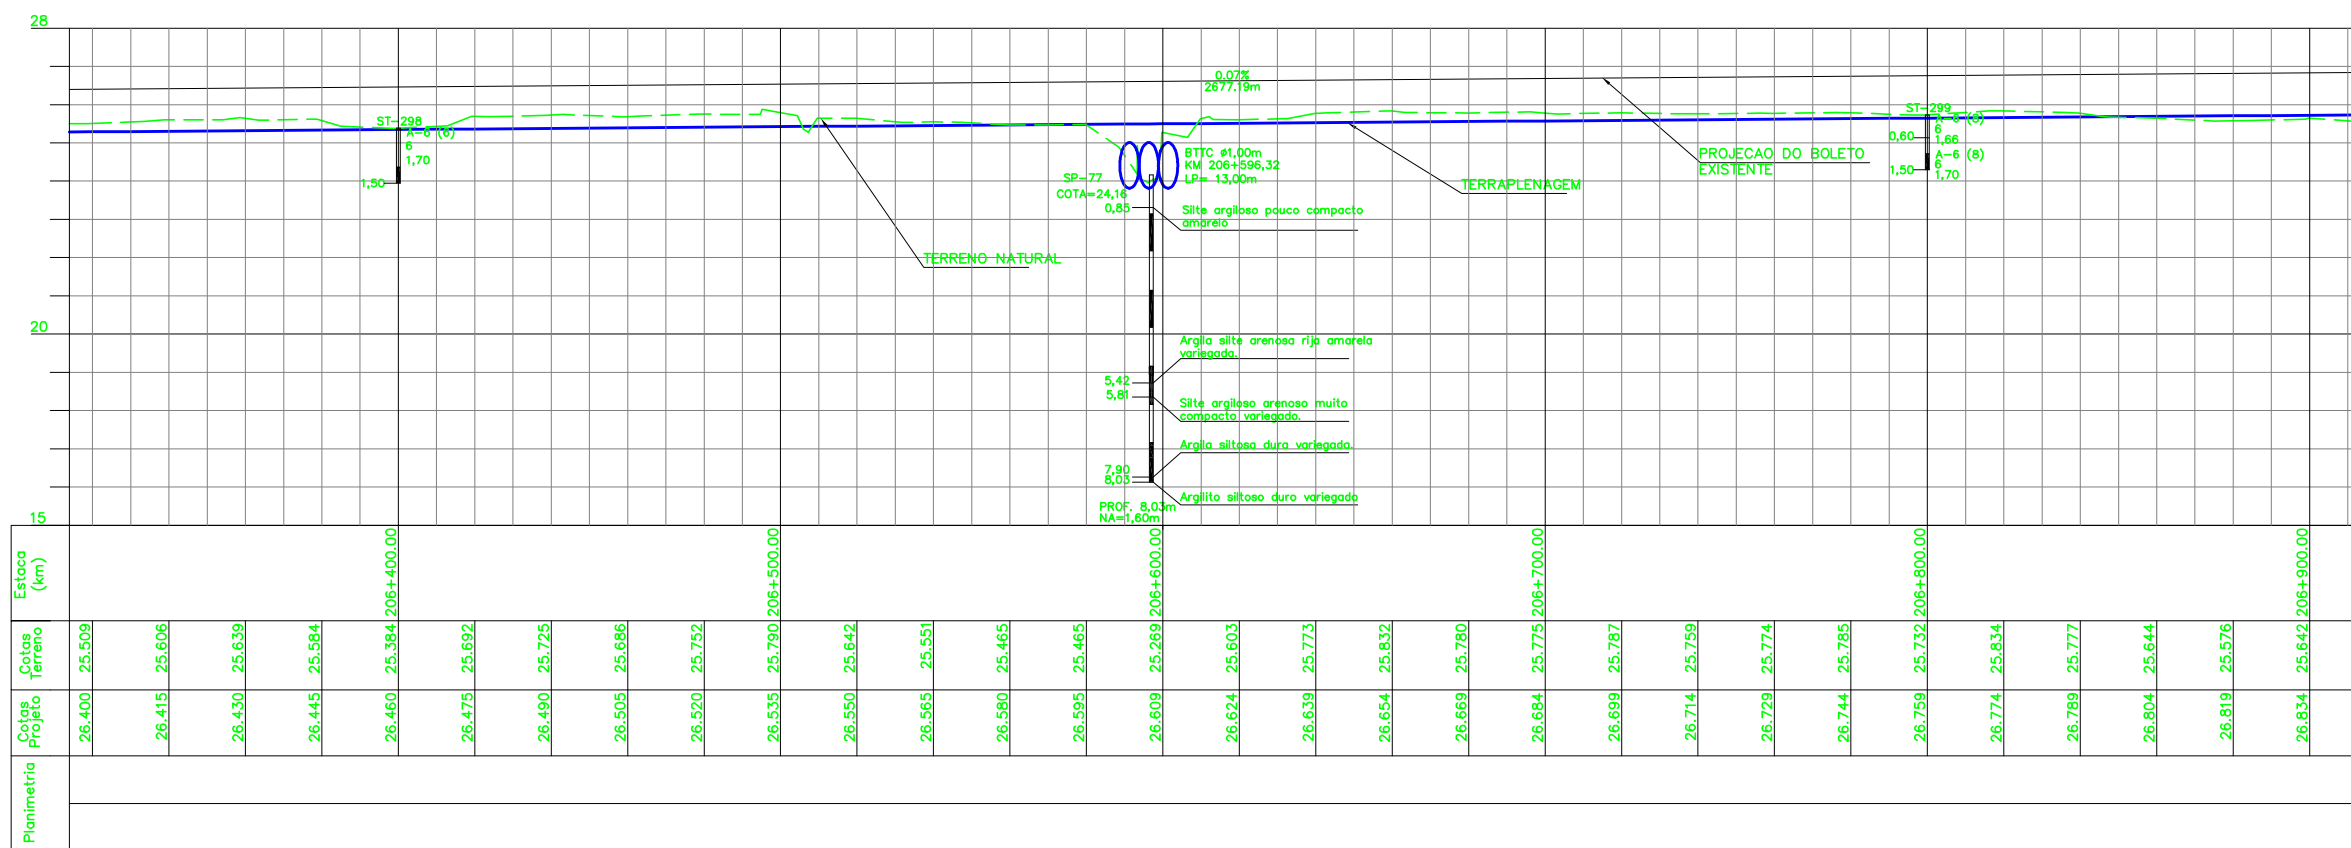 28
0.07%
2677.19m
ST-298
A-6 (6)
6
1,70
1,50
BTTC ø1,00m
KM 206+596,32
LP= 13,00m
SP-77
COTA=24,16
0,85
Silte argiloso pouco compacto
amarelo
TERRENO NATURAL
TERRAPLENAGEM
PROJECAO DO BOLETO
EXISTENTE
ST-299
A-6 (6)
6
0,60
1,66
A-6 (8)
6
1,50
1,70
20
Argila silte arenosa rija amarela
variegada.
5,42
5,81
Silte argiloso arenoso muito
compacto variegado.
Argila siltosa dura variegada.
7,90
8,03
Argilito siltoso duro variegado
PROF. 8,03m
NA=1,60m
15
Estaca
(km)
206+400.00
206+500.00
206+600.00
206+700.00
206+800.00
206+900.00
Cotas
Terreno
25.509
25.606
25.639
25.584
25.384
25.692
25.725
25.686
25.752
25.790
25.642
25.551
25.465
25.465
25.269
25.603
25.773
25.832
25.780
25.775
25.787
25.759
25.774
25.785
25.732
25.834
25.777
25.644
25.576
25.642
Cotas
Projeto
26.400
26.415
26.430
26.445
26.460
26.475
26.490
26.505
26.520
26.535
26.550
26.565
26.580
26.595
26.609
26.624
26.639
26.654
26.669
26.684
26.699
26.714
26.729
26.744
26.759
26.774
26.789
26.804
26.819
26.834
Planimetria